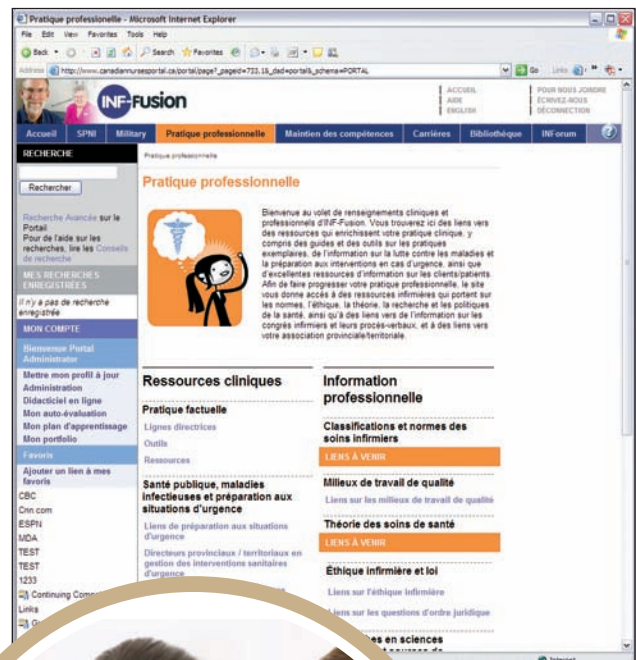 Pratique professionelle - Microsoft Internet Explorer
File Edit View Favorites Tools Help
Back Search Favorites
Address http://www.canadiannursesportal.ca/portal/page?_pageid=733,1&_dad=portal&_schema=PORTAL Go Links
INF-FUSION
ACCUEIL
AIDE
ENGLISH
POUR NOUS JOINDRE
ÉCRIVEZ-NOUS
DÉCONNECTION
Accueil SPNI Military Pratique professionnelle Maintien des compétences Carrières Bibliothèque INForum ?
RECHERCHE
Rechercher
Recherche Avancée sur le
Portail
Pour de l'aide sur les
recherches, lire les Conseils
de recherche
MES RECHERCHES
ENREGISTRÉES
Il n'y a pas de recherche
enregistrée
MON COMPTE
Bienvenue Portal
Administrator
Mettre mon profil à jour
Administration
Didacticiel en ligne
Mon auto-évaluation
Mon plan d'apprentissage
Mon portfolio
Favoris
Ajouter un lien à mes
favoris
CBC
Cnn.com
ESPN
MDA
TEST
TEST
1233
Continuing
Links
Pratique professionnelle
Pratique professionnelle
Bienvenue au volet de renseignements cliniques et
professionnels d'INF-Fusion. Vous trouverez ici des liens vers
des ressources qui enrichissent votre pratique clinique, y
compris des guides et des outils sur les pratiques
exemplaires, de l'information sur la lutte contre les maladies et
la préparation aux interventions en cas d'urgence, ainsi que
d'excellentes ressources d'information sur les clients/patients.
Afin de faire progresser votre pratique professionnelle, le site
vous donne accès à des ressources infirmières qui portent sur
les normes, l'éthique, la théorie, la recherche et les politiques
de la santé, ainsi qu'à des liens vers de l'information sur les
congrès infirmiers et leurs procès-verbaux, et à des liens vers
votre association provinciale/territoriale.
Ressources cliniques
Pratique factuelle
Lignes directrices
Outils
Ressources
Santé publique, maladies
infectieuses et préparation aux
situations d'urgence
Liens de préparation aux situations
d'urgence
Directeurs provinciaux / territoriaux en
gestion des interventions sanitaires
d'urgence
Information
professionnelle
Classifications et normes des
soins infirmiers
LIENS À VENIR
Milieux de travail de qualité
Liens sur les milieux de travail de qualité
Théorie des soins de santé
LIENS À VENIR
Éthique infirmière et loi
Liens sur l'éthique infirmière
Liens sur les questions d'ordre juridique
en sciences
Internet